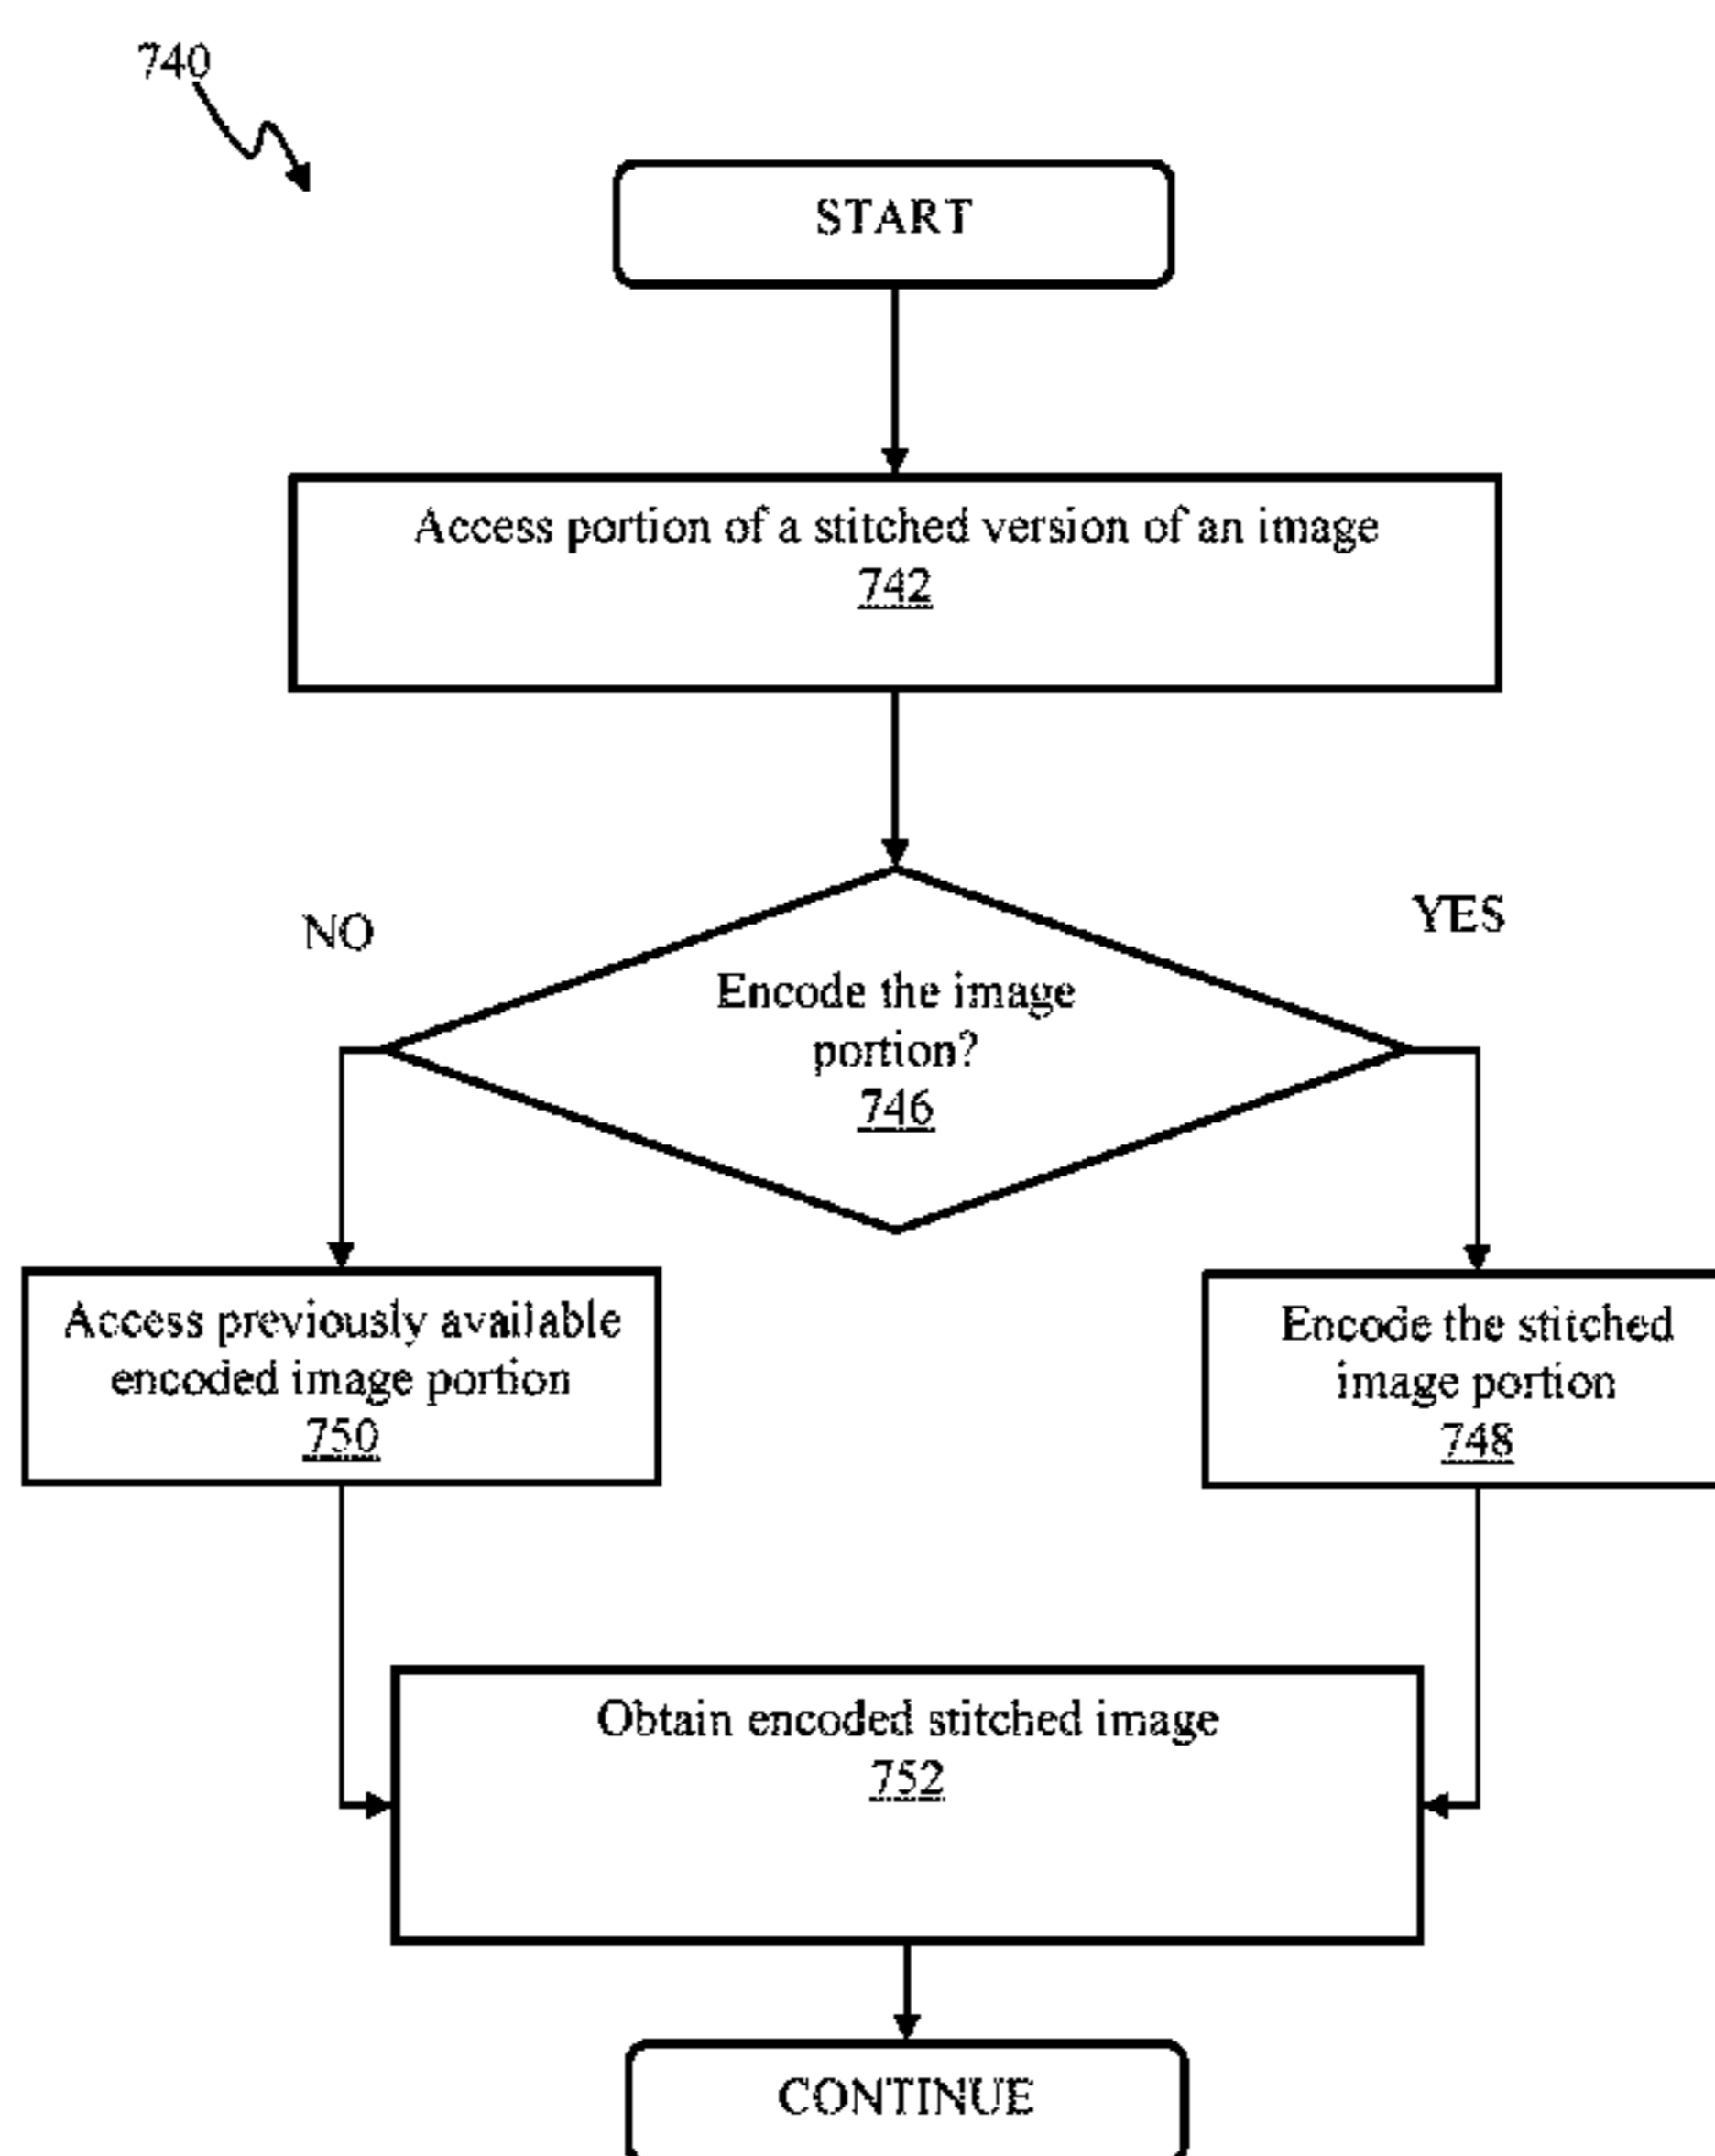 740
START
Access portion of a stitched version of an image
742
NO
YES
Encode the image
portion?
746
Access previously available
encoded image portion
750
Encode the stitched
image portion
748
Obtain encoded stitched image
752
CONTINUE